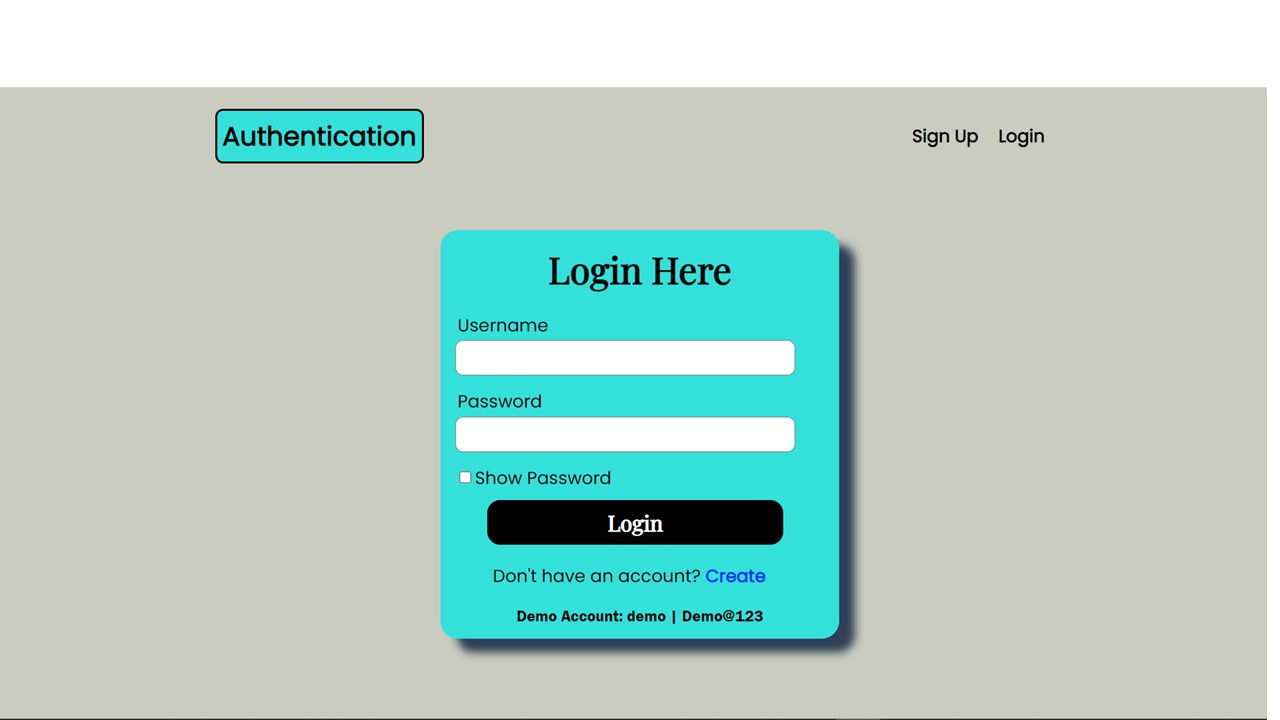 Authentication
Sign Up Login
Login Here
Username
Password
Show Password
Login
Don't have an account? Create
Demo Account: demo | Demo@123